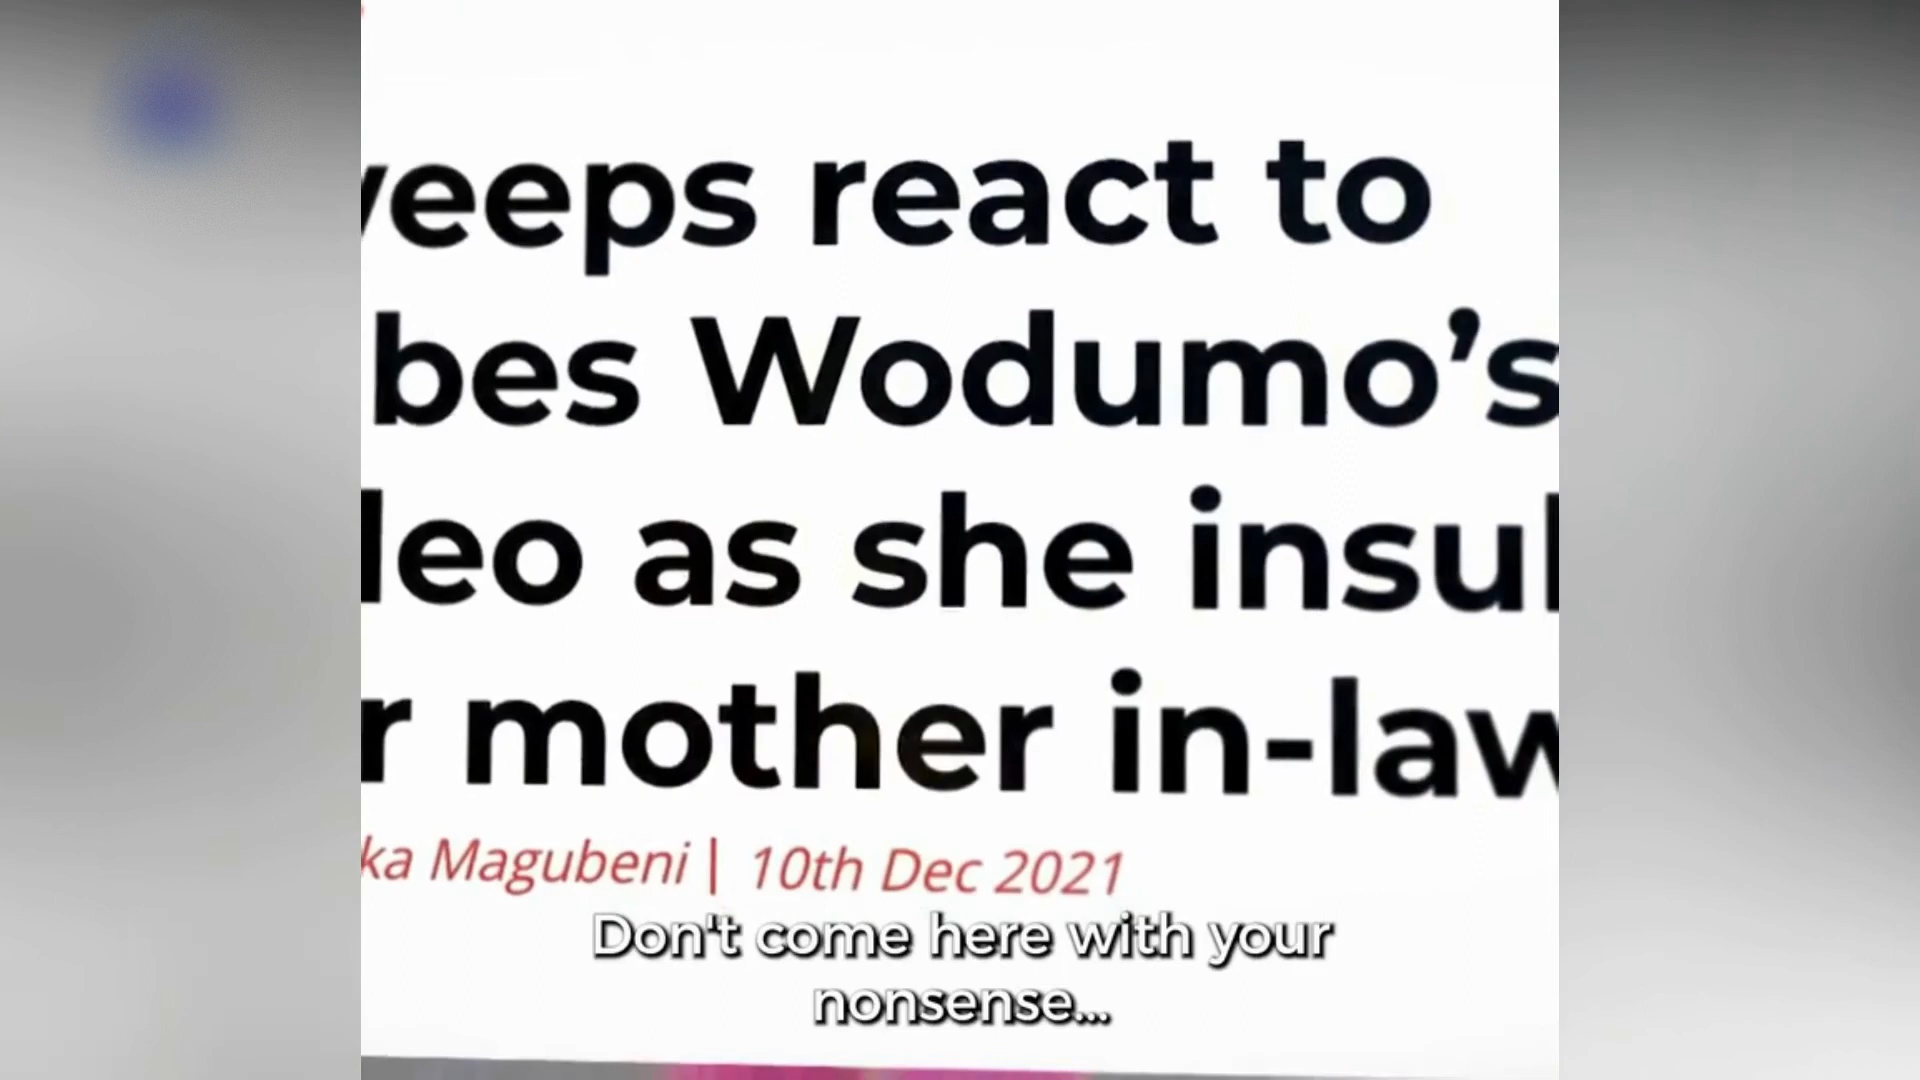 veeps react to
bes Wodumo’s
leo as she insul
r mother in-law
ka Magubeni | 10th Dec 2021
Don't come here with your
nonsense...